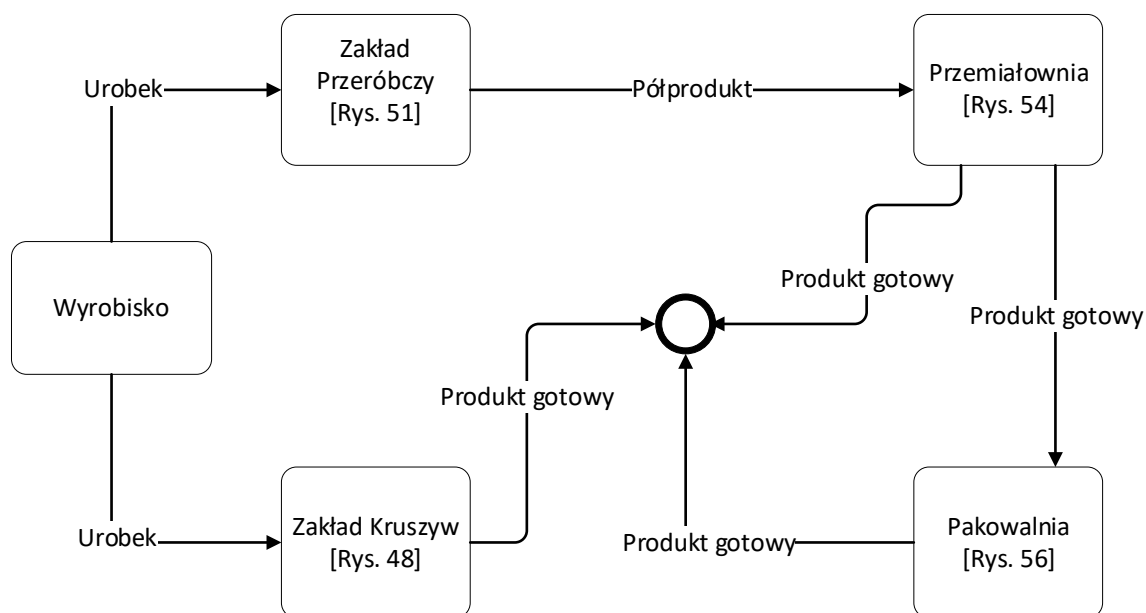 Zakład
Przeróbczy
[Rys. 51]
Urobek
Półprodukt
Przemiałownia
[Rys. 54]
Wyrobisko
Produkt gotowy
Produkt gotowy
Produkt gotowy
Urobek
Zakład Kruszyw
[Rys. 48]
Produkt gotowy
Pakowalnia
[Rys. 56]